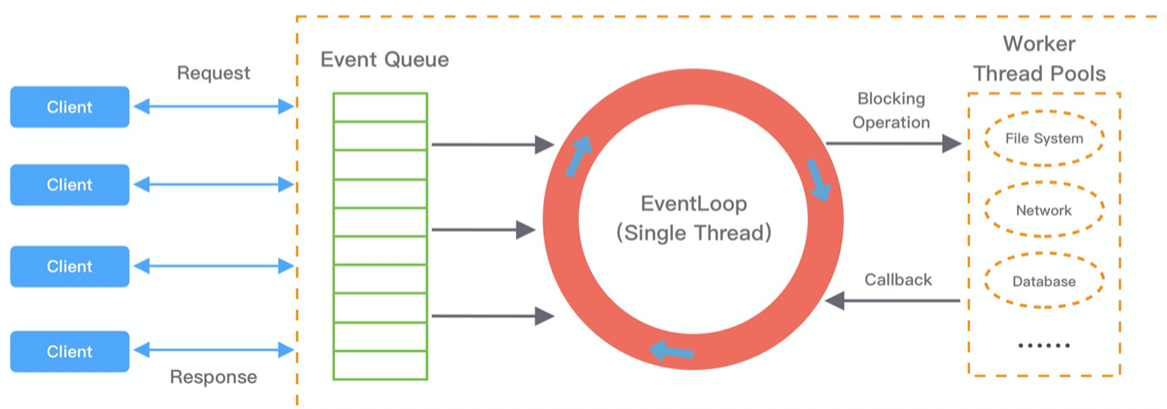 Request
Client
Client
Client
Client
Response
Event Queue
EventLoop
(Single Thread)
Blocking
Operation
Callback
Worker
Thread Pools
File System
Network
Database
......